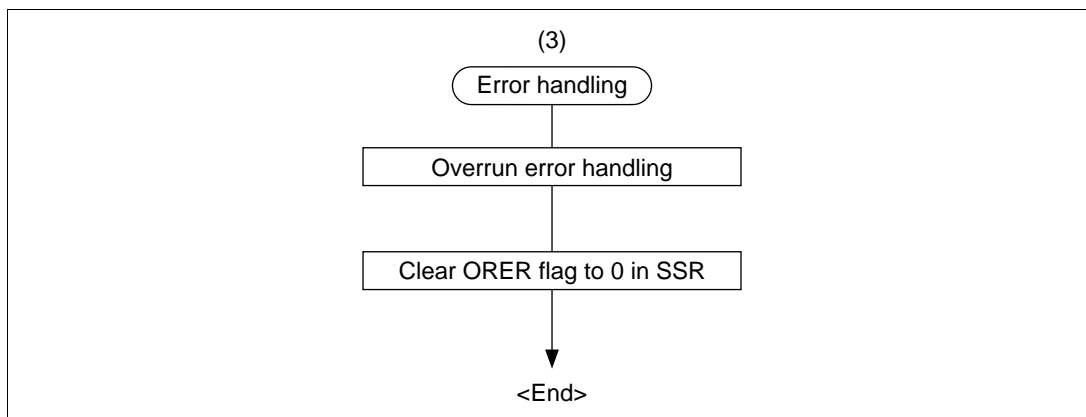 (3)
Error handling
Overrun error handling
Clear ORER flag to 0 in SSR
<End>